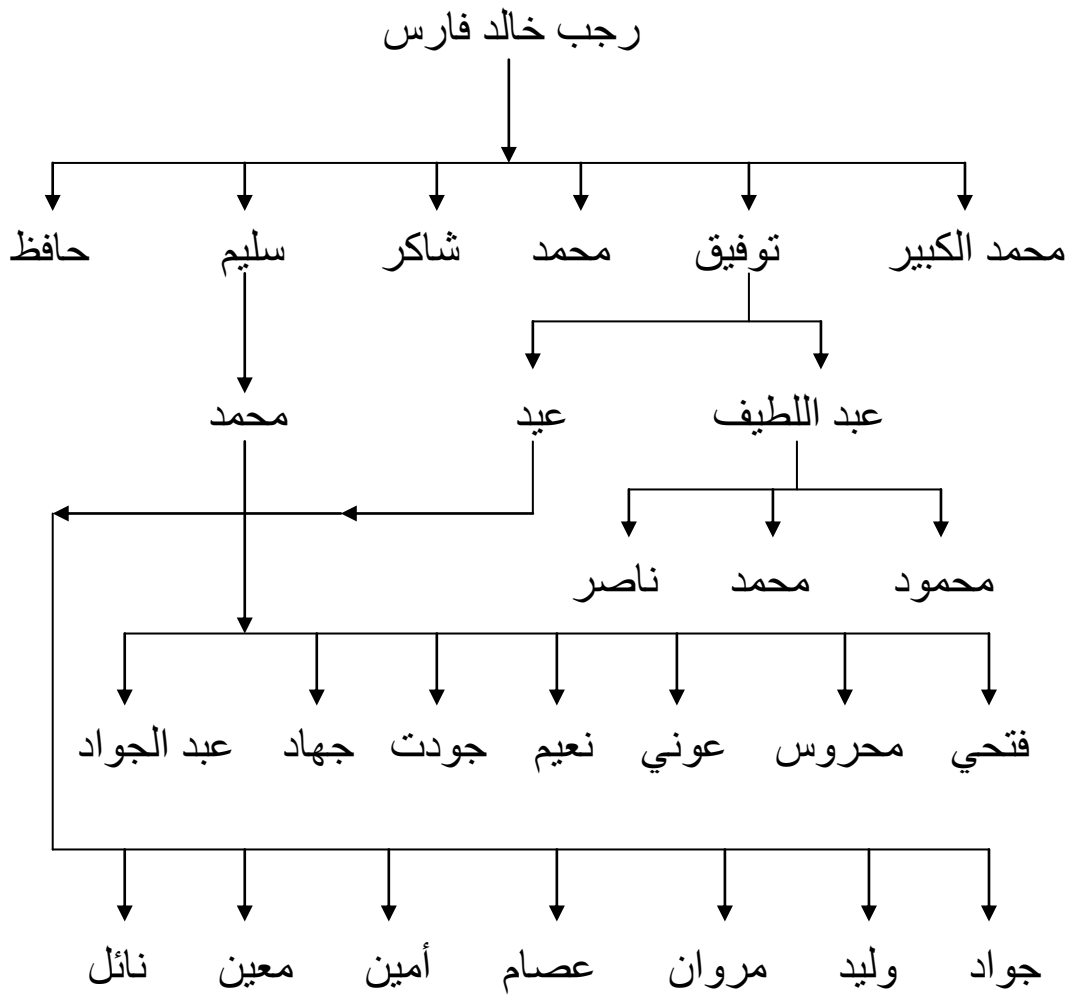 رجب خالد فارس
محمد الكبير توفيق محمد شاكر سليم حافظ
عبد اللطيف عيد محمد
محمود محمد ناصر
فتحي محروس عوني نعيم جودت جهاد عبد الجواد
جواد وليد مروان عصام أمين معين نائل